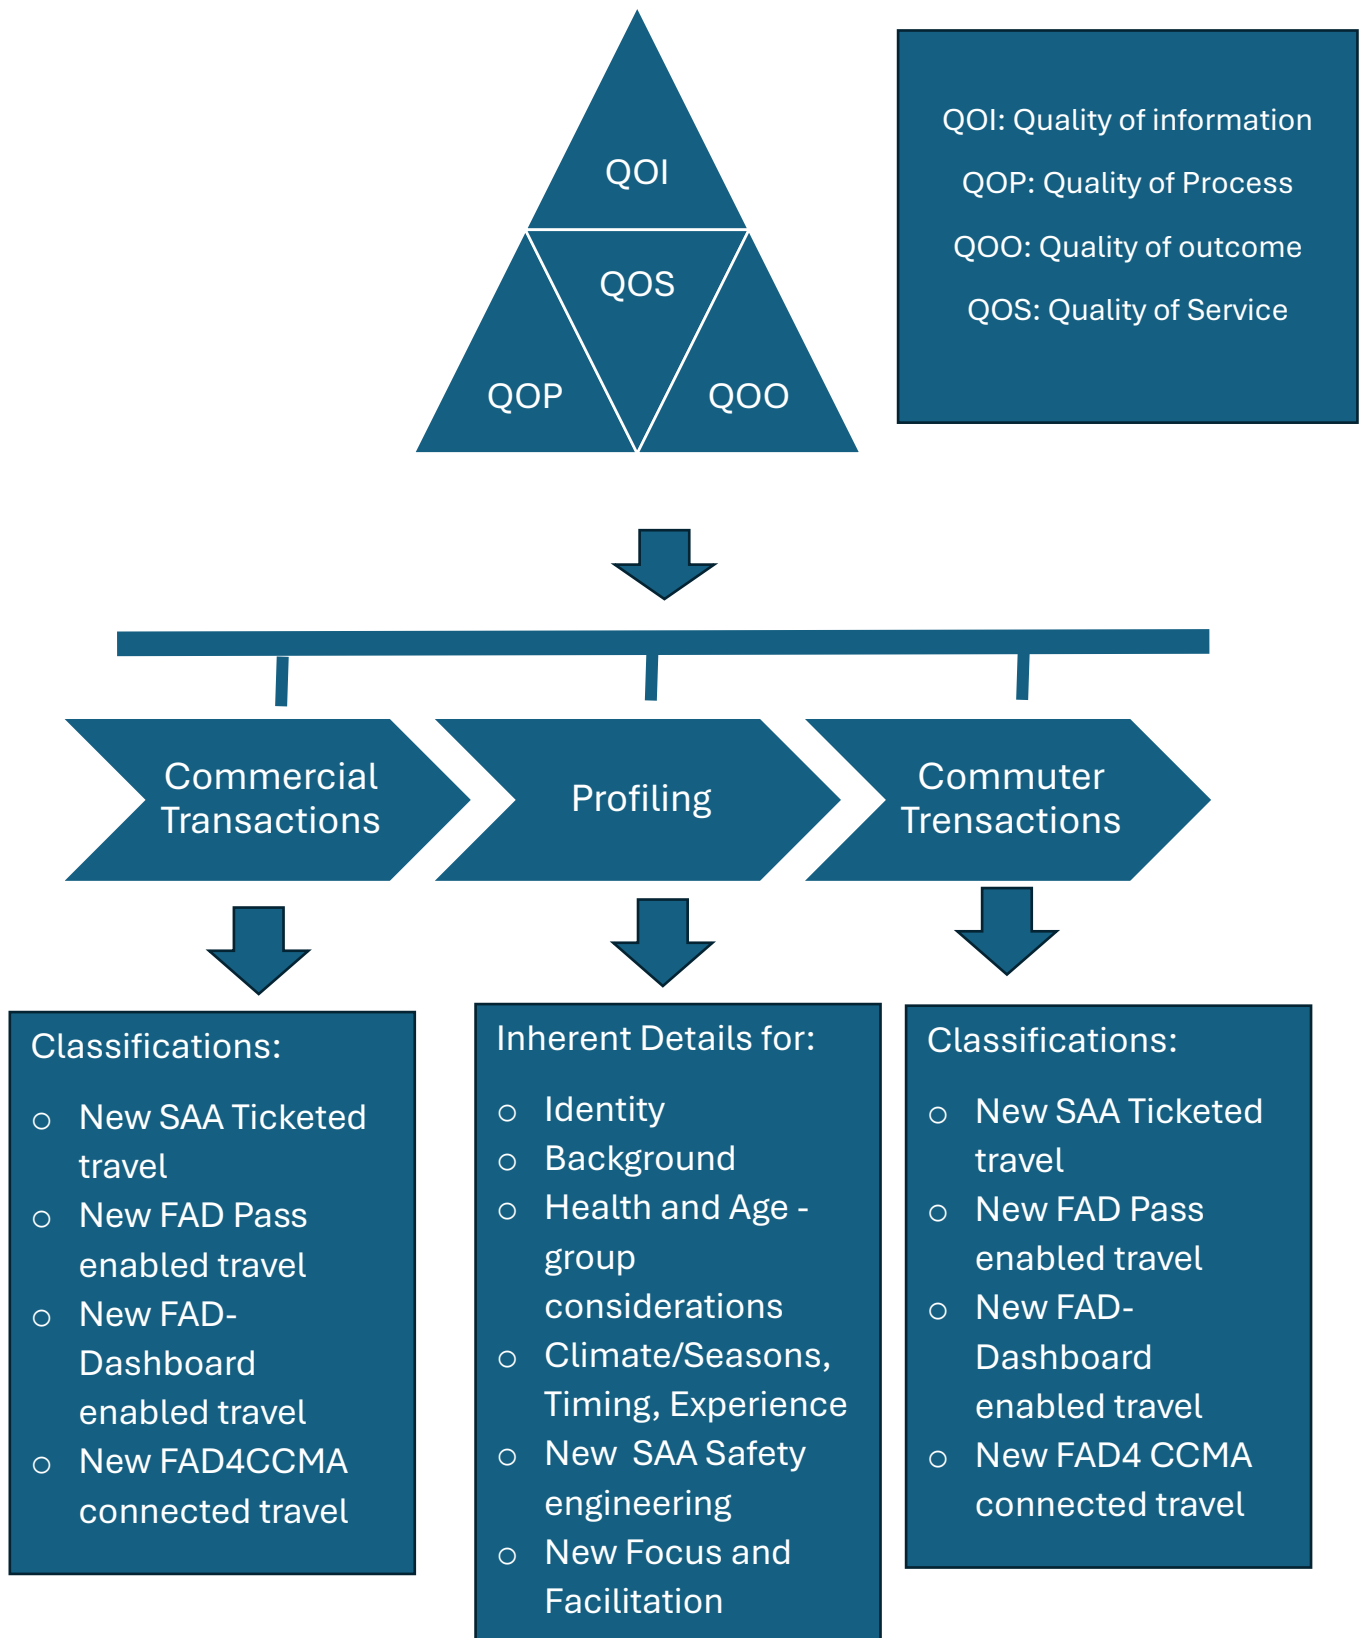 QOI
QOS
QOP
QOO
QOI: Quality of information
QOP: Quality of Process
QOO: Quality of outcome
QOS: Quality of Service
Commercial
Transactions
Profiling
Commuter
Trensactions
Classifications:
o New SAA Ticketed
travel
o New FAD Pass
enabled travel
o New FAD-
Dashboard
enabled travel
o New FAD4CCMA
connected travel
Inherent Details for:
o Identity
o Background
o Health and Age -
group
considerations
o Climate/Seasons,
Timing, Experience
o New  SAA Safety
engineering
o New Focus and
Facilitation
Classifications:
o New SAA Ticketed
travel
o New FAD Pass
enabled travel
o New FAD-
Dashboard
enabled travel
o New FAD4 CCMA
connected travel